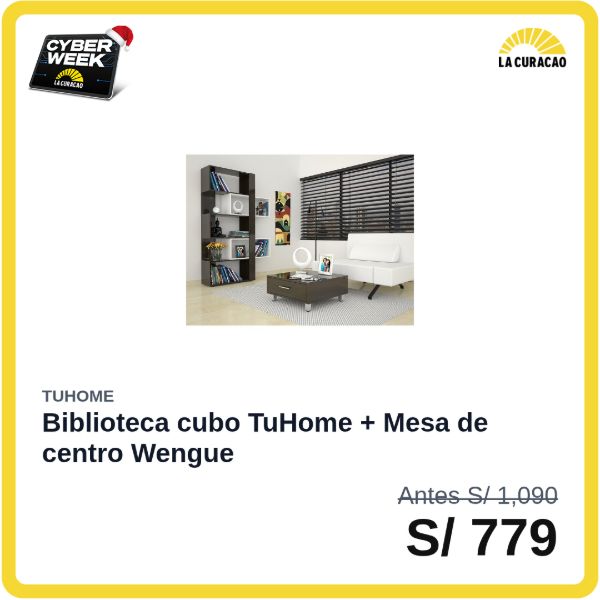 CYBER
WEEK
LA CURACAO
LA CURACAO
TUHOME
Biblioteca cubo TuHome + Mesa de
centro Wengue
Antes S/ 1,090
S/ 779